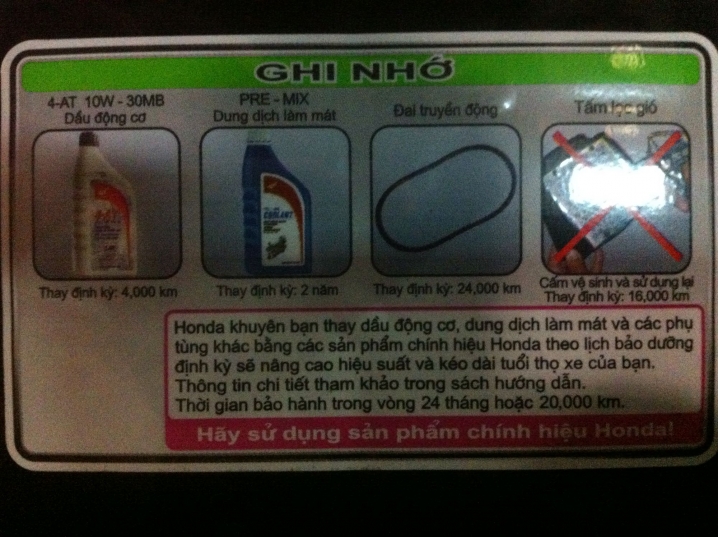 GHI NHỚ
4-AT 10W - 30MB
Dầu động cơ
PRE - MIX
Dung dịch làm mát
Đai truyền động
Tấm lọc gió
COOLANT
Thay định kỳ: 4,000 km
Thay định kỳ: 2 năm
Thay định kỳ: 24,000 km
Cấm vệ sinh và sử dụng lại
Thay định kỳ: 16,000 km
Honda khuyên bạn thay dầu động cơ, dung dịch làm mát và các phụ
tùng khác bằng các sản phẩm chính hiệu Honda theo lịch bảo dưỡng
định kỳ sẽ nâng cao hiệu suất và kéo dài tuổi thọ xe của bạn.
Thông tin chi tiết tham khảo trong sách hướng dẫn.
Thời gian bảo hành trong vòng 24 tháng hoặc 20,000 km.
Hãy sử dụng sản phẩm chính hiệu Honda!